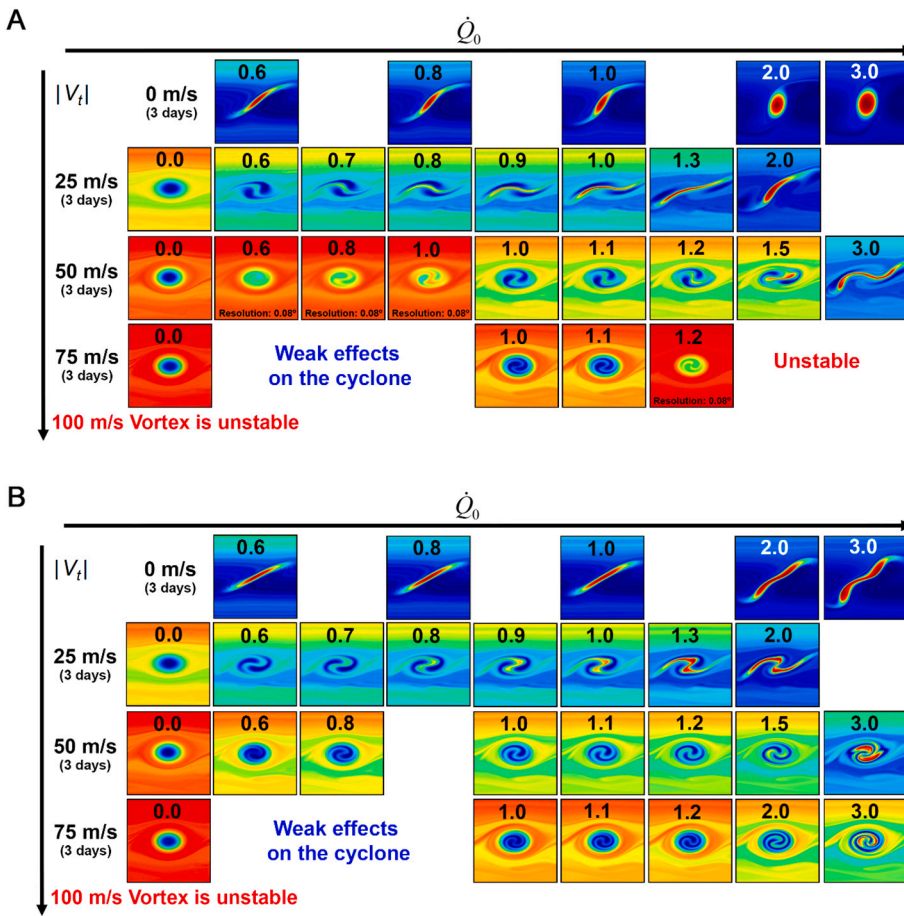 A
Q̇₀
|Vₜ|
0 m/s
(3 days)
0.6
0.8
1.0
2.0
3.0
25 m/s
(3 days)
0.0
0.6
0.7
0.8
0.9
1.0
1.3
2.0
50 m/s
(3 days)
0.0
0.6
0.8
1.0
1.0
1.1
1.2
1.5
3.0
Resolution: 0.08º
Resolution: 0.08º
Resolution: 0.08º
75 m/s
(3 days)
0.0
Weak effects
on the cyclone
1.0
1.1
1.2
Unstable
Resolution: 0.08º
100 m/s Vortex is unstable
B
Q̇₀
|Vₜ|
0 m/s
(3 days)
0.6
0.8
1.0
2.0
3.0
25 m/s
(3 days)
0.0
0.6
0.7
0.8
0.9
1.0
1.3
2.0
50 m/s
(3 days)
0.0
0.6
0.8
1.0
1.1
1.2
1.5
3.0
75 m/s
(3 days)
0.0
Weak effects
on the cyclone
1.0
1.1
1.2
2.0
3.0
100 m/s Vortex is unstable